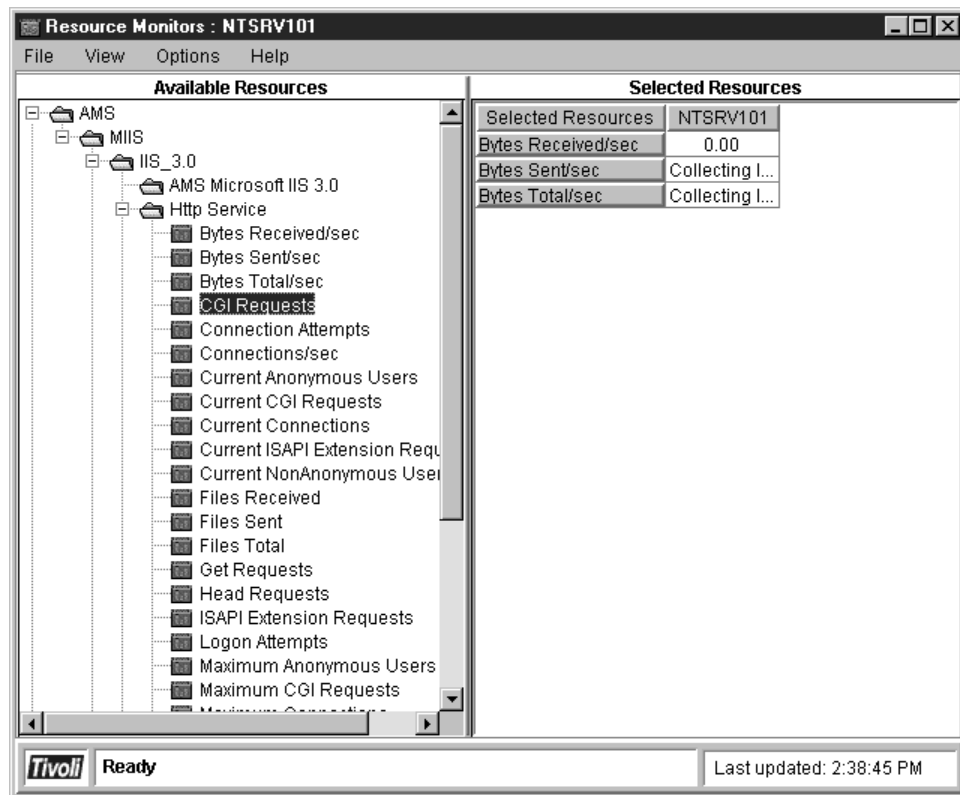 Resource Monitors : NTSRV101
File View Options Help
Available Resources
AMS
MIIS
IIS_3.0
AMS Microsoft IIS 3.0
Http Service
Bytes Received/sec
Bytes Sent/sec
Bytes Total/sec
CGI Requests
Connection Attempts
Connections/sec
Current Anonymous Users
Current CGI Requests
Current Connections
Current ISAPI Extension Requ
Current NonAnonymous User
Files Received
Files Sent
Files Total
Get Requests
Head Requests
ISAPI Extension Requests
Logon Attempts
Maximum Anonymous Users
Maximum CGI Requests
Maximum Connections
Selected Resources
Selected Resources NTSRV101
Bytes Received/sec 0.00
Bytes Sent/sec Collecting I...
Bytes Total/sec Collecting I...
Tivoli Ready Last updated: 2:38:45 PM